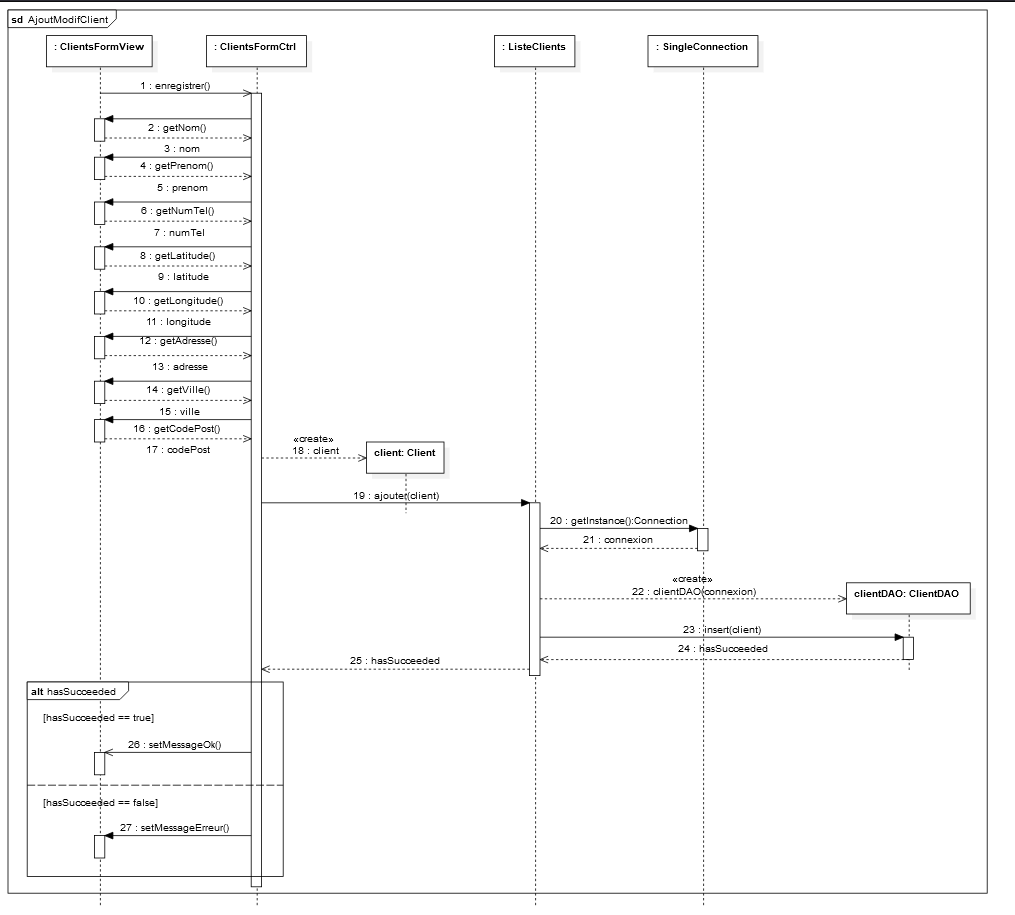 sd AjoutModifClient
: ClientsFormView
: ClientsFormCtrl
: ListeClients
: SingleConnection
1 : enregistrer()
2 : getNom()
3 : nom
4 : getPrenom()
5 : prenom
6 : getNumTel()
7 : numTel
8 : getLatitude()
9 : latitude
10 : getLongitude()
11 : longitude
12 : getAdresse()
13 : adresse
14 : getVille()
15 : ville
16 : getCodePost()
17 : codePost
«create»
18 : client
client: Client
19 : ajouter(client)
20 : getInstance():Connection
21 : connexion
«create»
22 : clientDAO(connexion)
clientDAO: ClientDAO
23 : insert(client)
24 : hasSucceeded
25 : hasSucceeded
alt hasSucceeded
[hasSucceeded == true]
26 : setMessageOk()
[hasSucceeded == false]
27 : setMessageErreur()